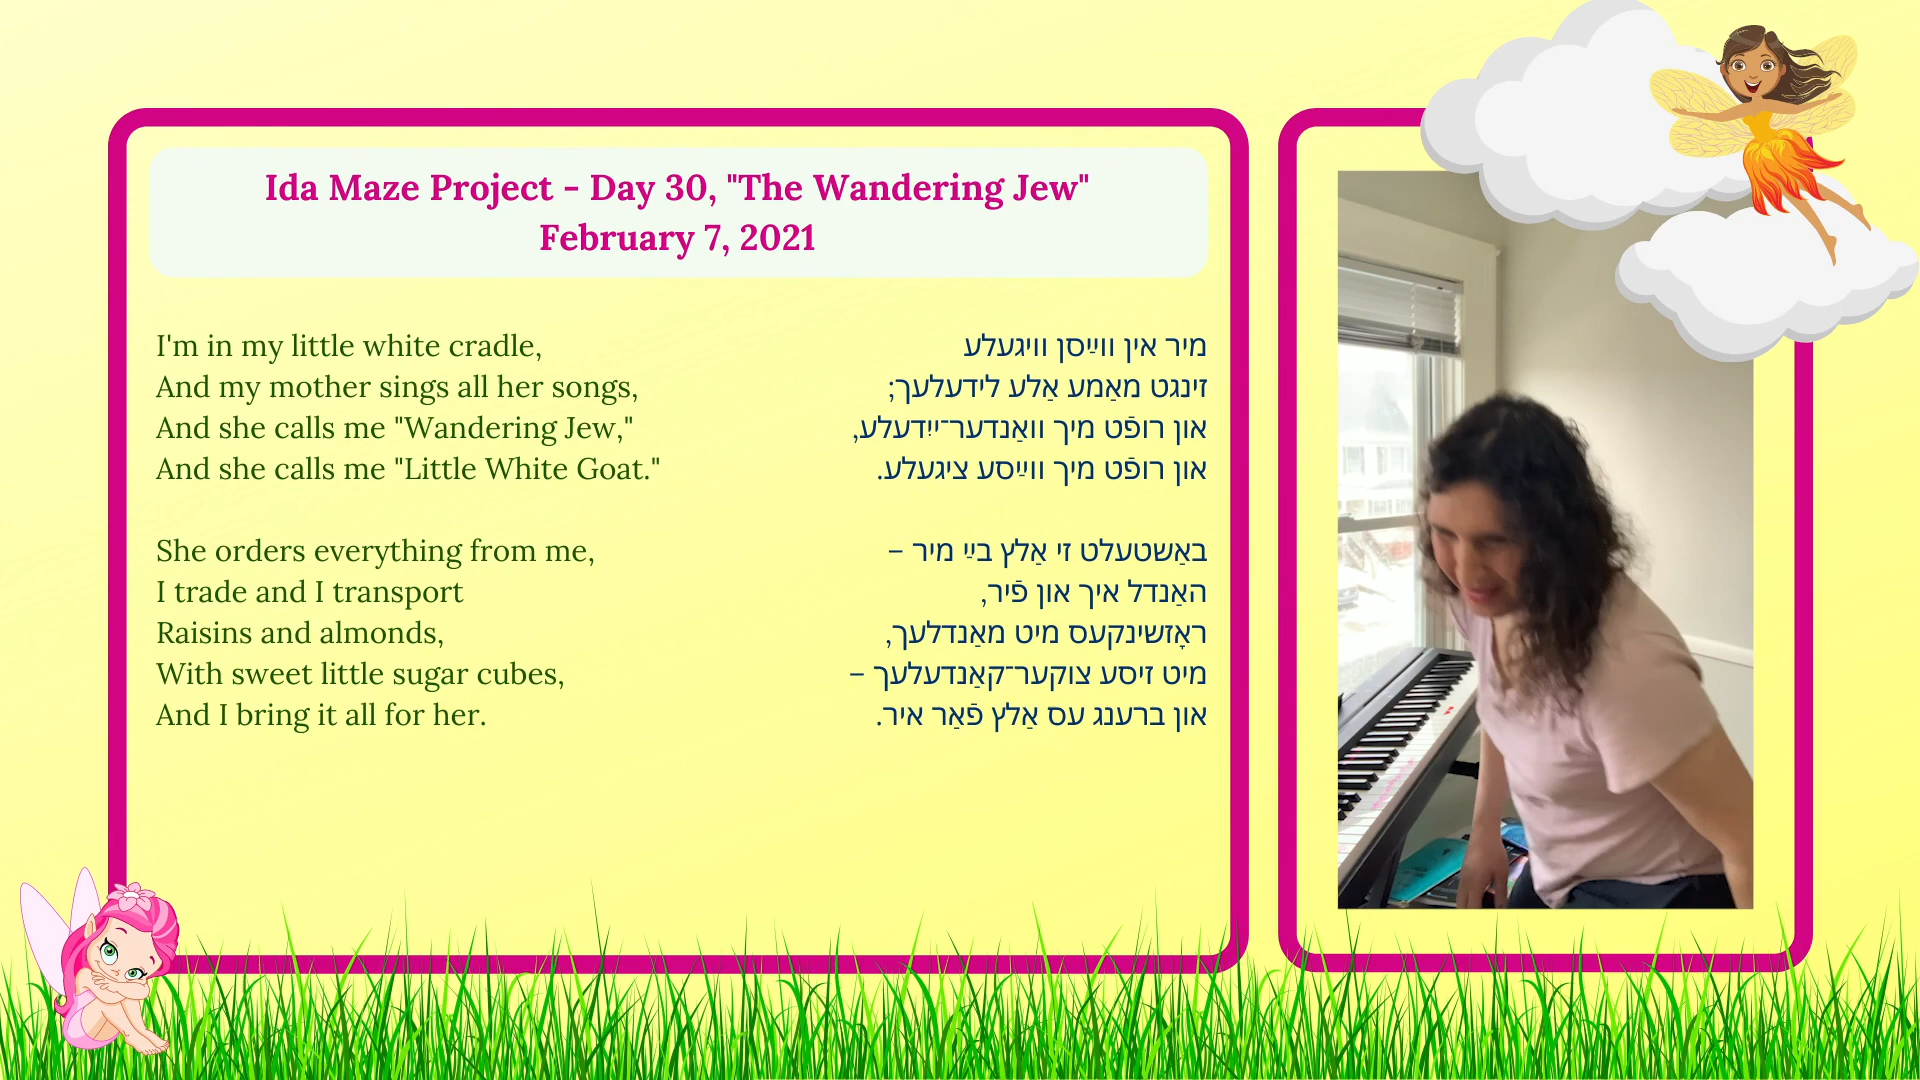 Ida Maze Project - Day 30, "The Wandering Jew"
February 7, 2021
I'm in my little white cradle,
And my mother sings all her songs,
And she calls me "Wandering Jew,"
And she calls me "Little White Goat."
She orders everything from me,
I trade and I transport
Raisins and almonds,
With sweet little sugar cubes,
And I bring it all for her.
מיר אין ווײַסן וויגעלע
זינגט מאַמע אַלע לידעלעך;
און רופֿט מיך וואַנדער־ייִדעלע,
און רופֿט מיך ווײַסע ציגעלע.
באַשטעלט זי אַלץ בײַ מיר –
האַנדל איך און פֿיר,
ראָזשינקעס מיט מאַנדלעך,
מיט זיסע צוקער־קאַנדעלעך –
און ברענג עס אַלץ פֿאַר איר.